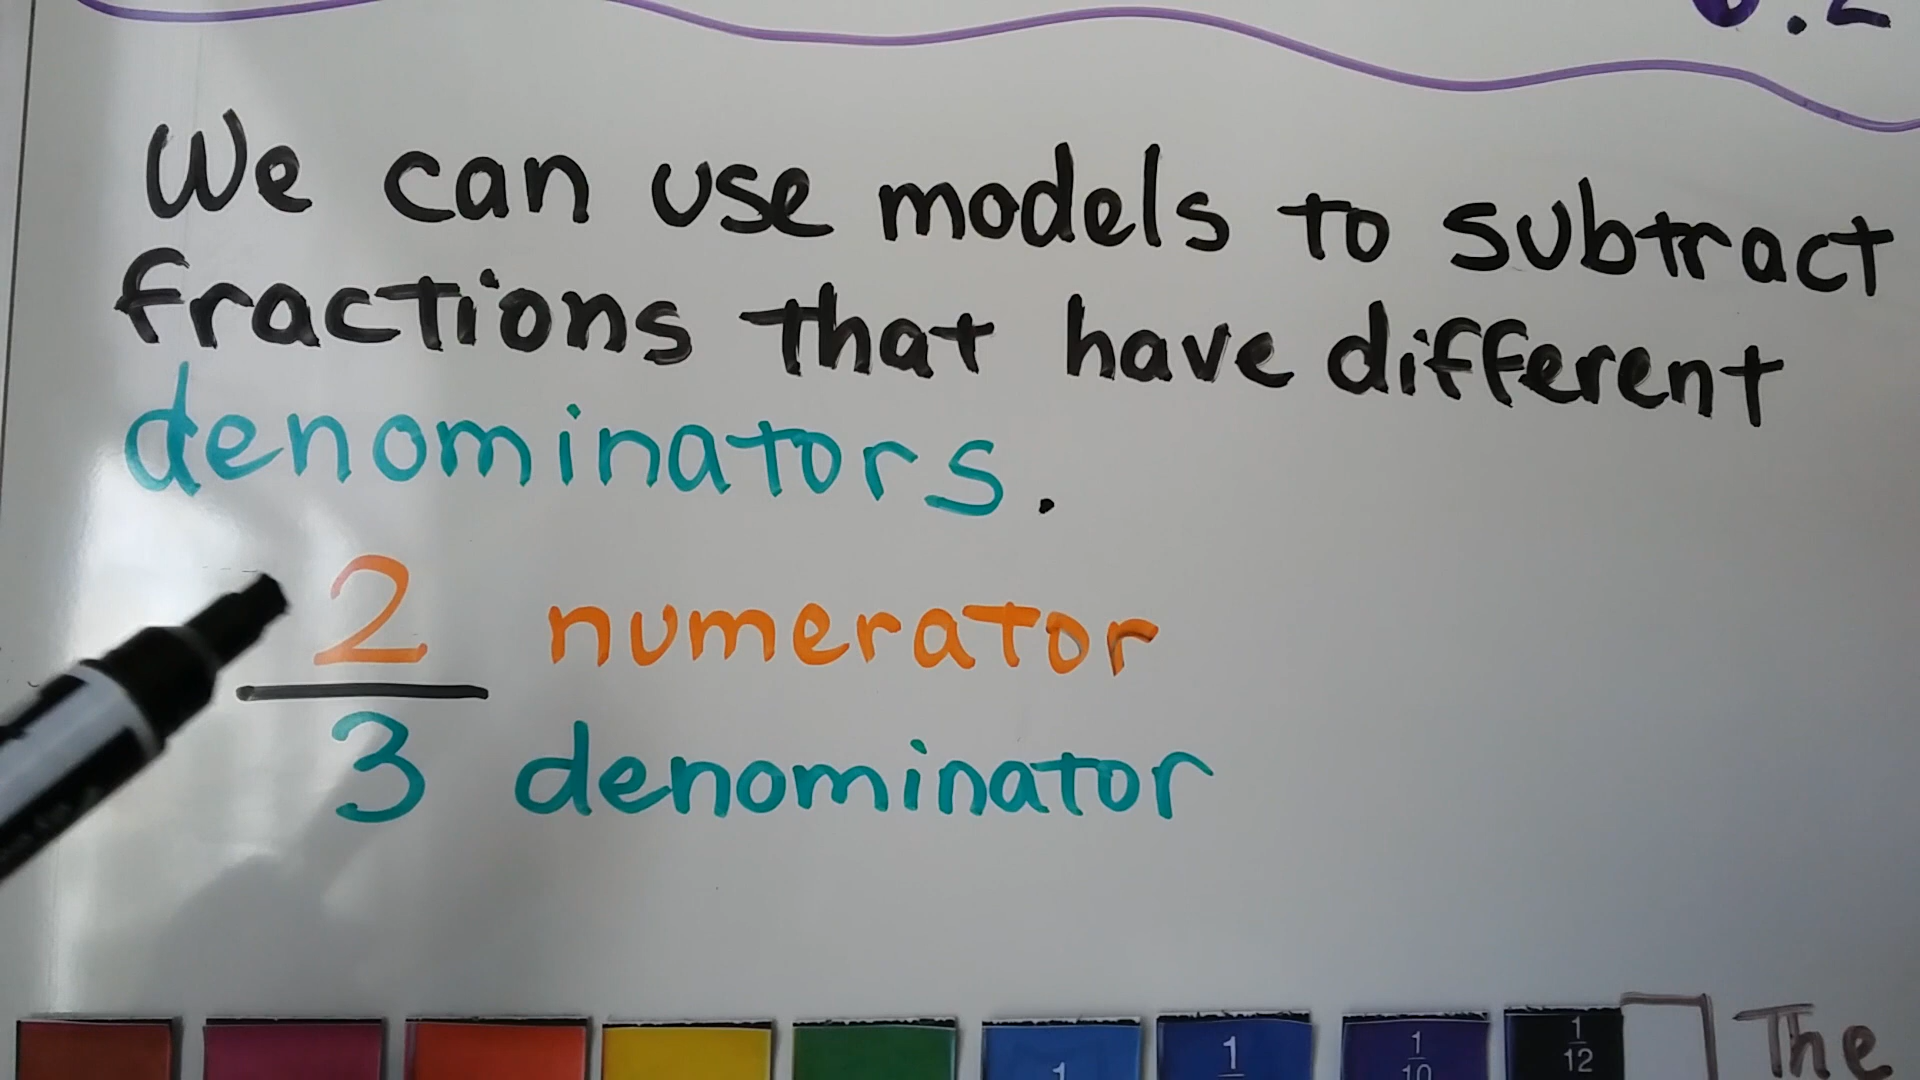 We can use models to subtract
fractions that have different
denominators.
2 numerator
3 denominator
1
1
1
10
1
12
The